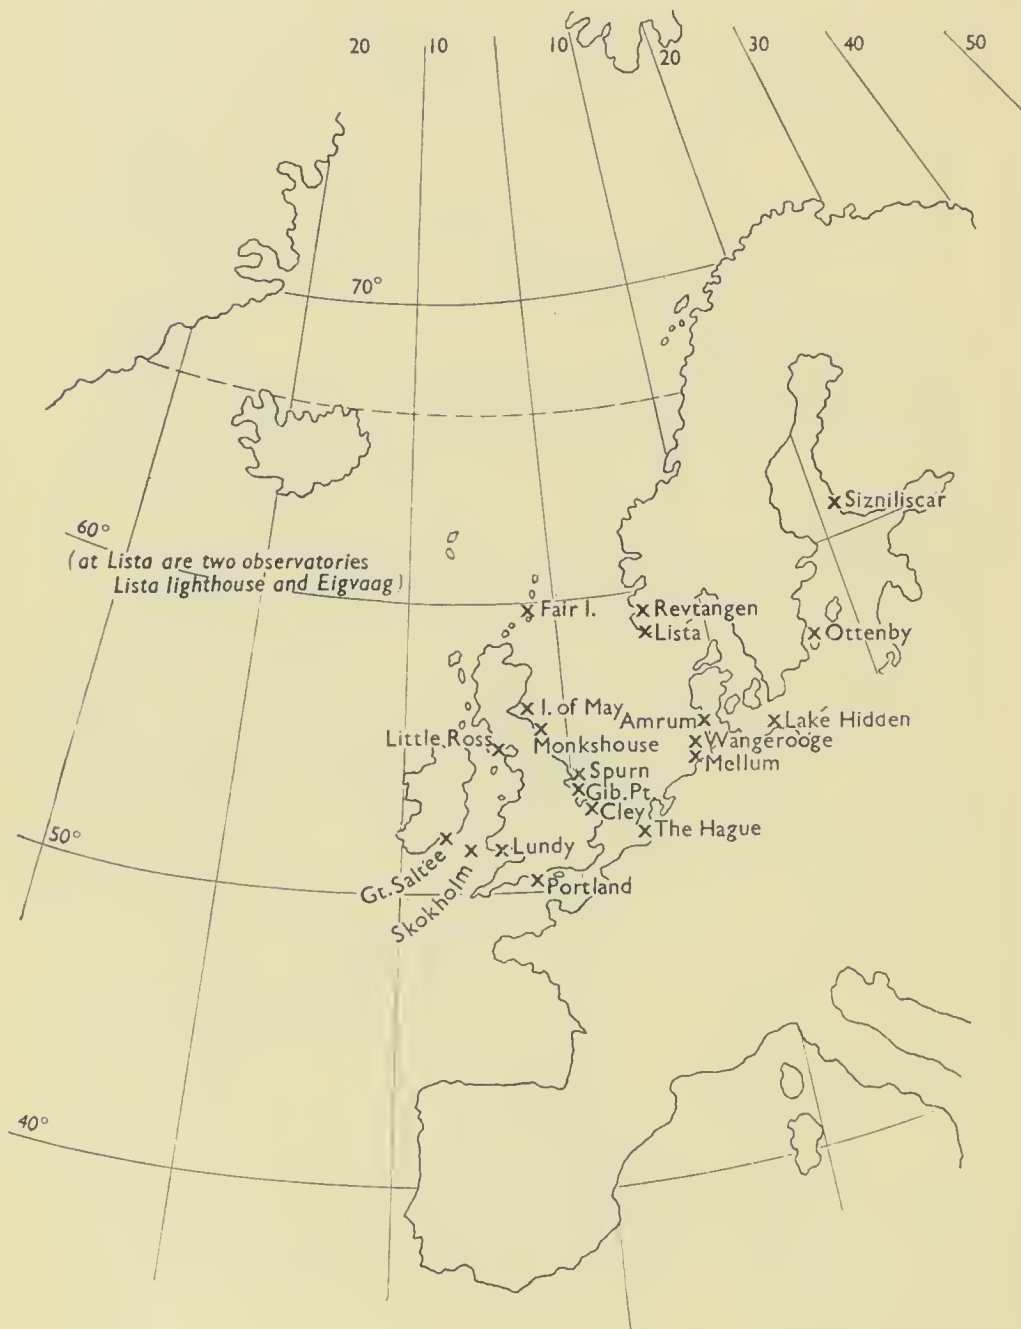 20 10 10 20 30 40 50
70°
Sizniliscar
60°
(at Lista are two observatories
Lista lighthouse and Eigvaag)
Fair I.
Revtangen
Lista
Ottenby
I. of May
Amrum
Lake Hidden
Little Ross
Monkshouse
Wangerooge
Mellum
Spurn
Gib. Pt.
Cley
50°
The Hague
Lundy
Gt. Saltee
Skokholm
Portland
40°